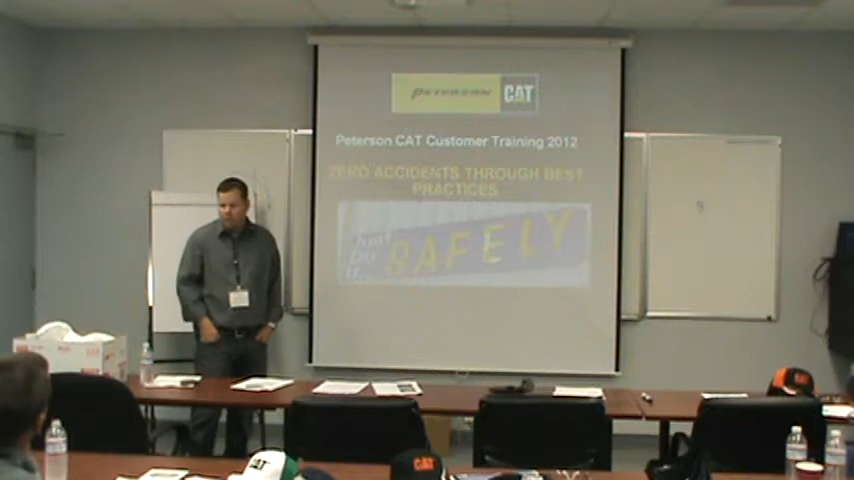 PETERSON CAT
Peterson CAT Customer Training 2012
ZERO ACCIDENTS THROUGH BEST
PRACTICES
Just
Do
It...
SAFELY
CAT
CAT